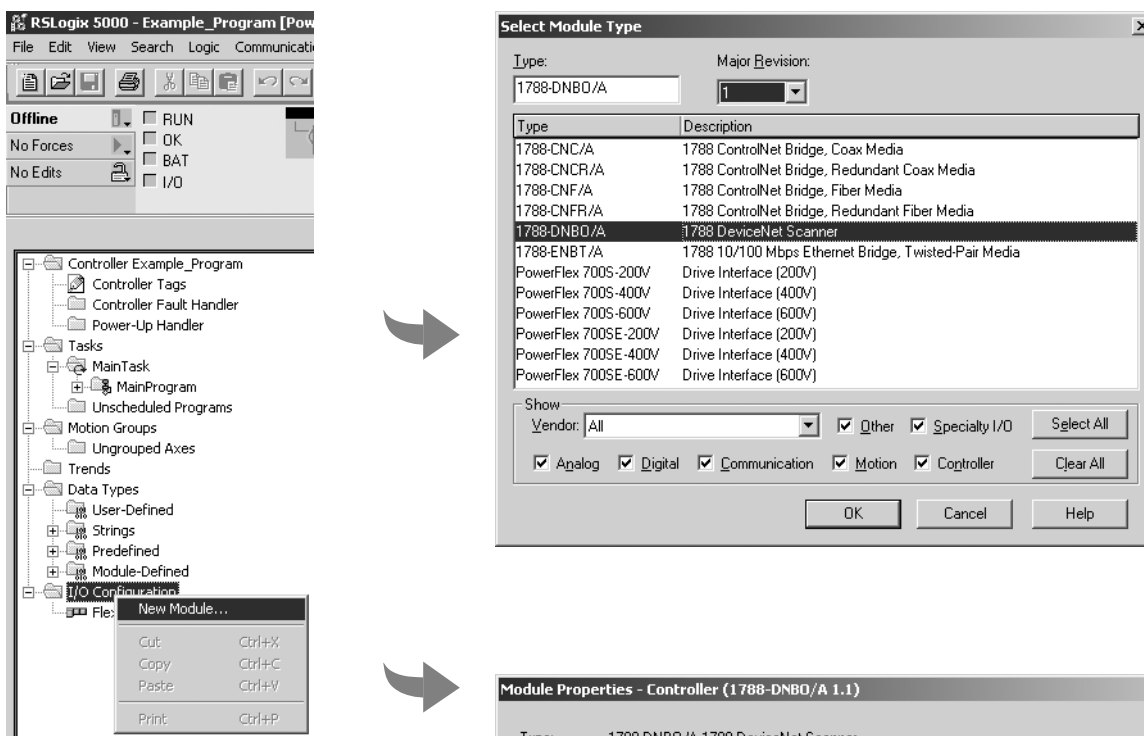 RSLogix 5000 - Example_Program [Pow
File Edit View Search Logic Communicati
Offline
RUN
No Forces
OK
BAT
No Edits
I/O
Controller Example_Program
Controller Tags
Controller Fault Handler
Power-Up Handler
Tasks
MainTask
MainProgram
Unscheduled Programs
Motion Groups
Ungrouped Axes
Trends
Data Types
User-Defined
Strings
Predefined
Module-Defined
I/O Configuration
New Module...
Cut Ctrl+X
Copy Ctrl+C
Paste Ctrl+V
Print Ctrl+P
Select Module Type
Type: Major Revision:
1788-DNBO/A 1
Type Description
1788-CNC/A 1788 ControlNet Bridge, Coax Media
1788-CNCR/A 1788 ControlNet Bridge, Redundant Coax Media
1788-CNF/A 1788 ControlNet Bridge, Fiber Media
1788-CNFR/A 1788 ControlNet Bridge, Redundant Fiber Media
1788-DNBO/A 1788 DeviceNet Scanner
1788-ENBT/A 1788 10/100 Mbps Ethernet Bridge, Twisted-Pair Media
PowerFlex 700S-200V Drive Interface (200V)
PowerFlex 700S-400V Drive Interface (400V)
PowerFlex 700S-600V Drive Interface (600V)
PowerFlex 700SE-200V Drive Interface (200V)
PowerFlex 700SE-400V Drive Interface (400V)
PowerFlex 700SE-600V Drive Interface (600V)
Show
Vendor: All Other Specialty I/O Select All
Analog Digital Communication Motion Controller Clear All
OK Cancel Help
Module Properties - Controller (1788-DNBO/A 1.1)
Type: 1788-DNBO/A 1788 DeviceNet Scanner